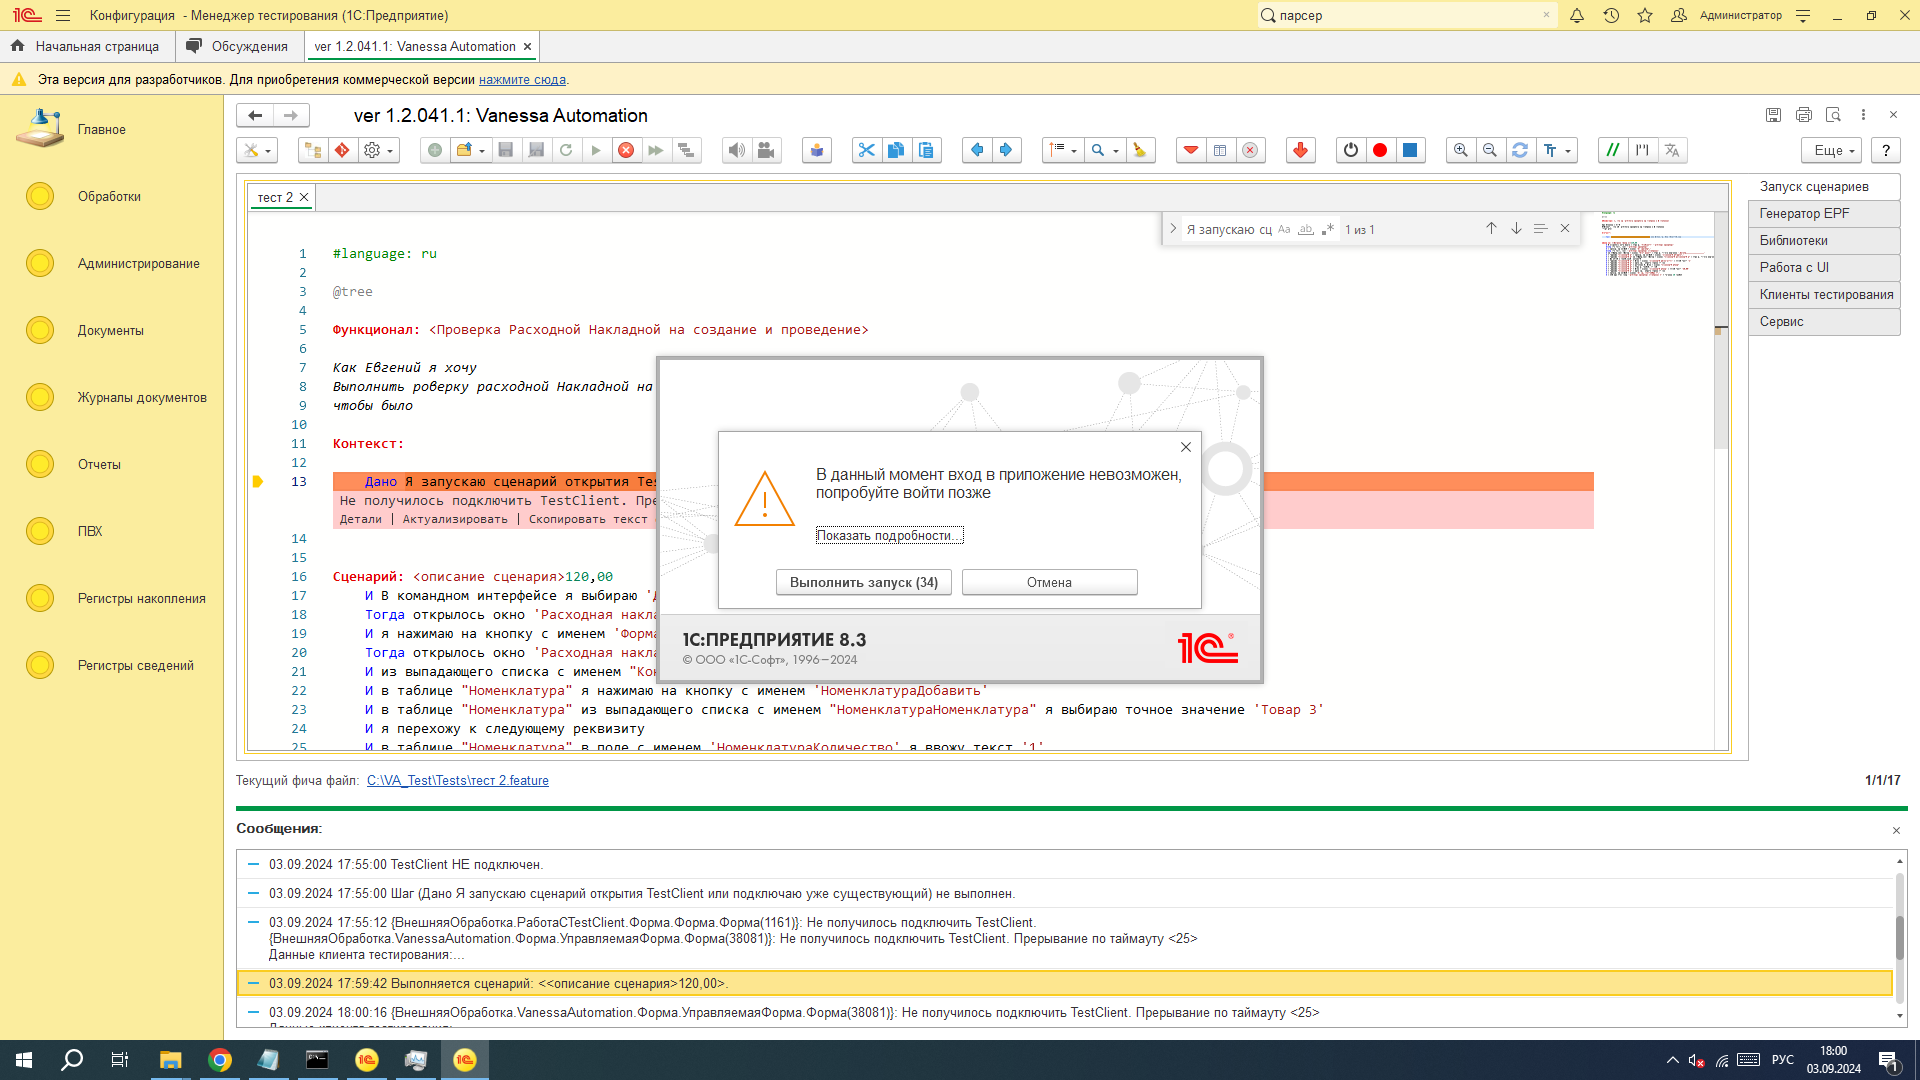 Конфигурация - Менеджер тестирования (1С:Предприятие)
парсер
Администратор
Начальная страница
Обсуждения
ver 1.2.041.1: Vanessa Automation
Эта версия для разработчиков. Для приобретения коммерческой версии нажмите сюда.
Главное
Обработки
Администрирование
Документы
Журналы документов
Отчеты
ПВХ
Регистры накопления
Регистры сведений
ver 1.2.041.1: Vanessa Automation
Еще
?
тест 2
Я запускаю сц
1 из 1
Запуск сценариев
Генератор EPF
Библиотеки
Работа с UI
Клиенты тестирования
Сервис
1 #language: ru
2
3 @tree
4
5 Функционал: <Проверка Расходной Накладной на создание и проведение>
6
7 Как Евгений я хочу
8 Выполнить роверку расходной Накладной на
9 чтобы было
10
11 Контекст:
12
13 Дано Я запускаю сценарий открытия Tes
Не получилось подключить TestClient. Пре
Детали | Актуализировать | Скопировать текст
14
15
16 Сценарий: <описание сценария>120,00
17 И В командном интерфейсе я выбираю '
18 Тогда открылось окно 'Расходная накла
19 И я нажимаю на кнопку с именем 'Форма
20 Тогда открылось окно 'Расходная накла
21 И из выпадающего списка с именем "Кон
22 И в таблице "Номенклатура" я нажимаю на кнопку с именем 'НоменклатураДобавить'
23 И в таблице "Номенклатура" из выпадающего списка с именем "НоменклатураНоменклатура" я выбираю точное значение 'Товар 3'
24 И я перехожу к следующему реквизиту
25 И в таблице "Номенклатура" в поле с именем 'НоменклатураКоличество' я ввожу текст '1'
В данный момент вход в приложение невозможен,
попробуйте войти позже
Показать подробности...
Выполнить запуск (34)
Отмена
1С:ПРЕДПРИЯТИЕ 8.3
© ООО «1С-Софт», 1996—2024
Текущий фича файл: C:\VA_Test\Tests\тест 2.feature
1/1/17
Сообщения:
03.09.2024 17:55:00 TestClient НЕ подключен.
03.09.2024 17:55:00 Шаг (Дано Я запускаю сценарий открытия TestClient или подключаю уже существующий) не выполнен.
03.09.2024 17:55:12 {ВнешняяОбработка.РаботаСTestClient.Форма.Форма.Форма(1161)}: Не получилось подключить TestClient.
{ВнешняяОбработка.VanessaAutomation.Форма.УправляемаяФорма.Форма(38081)}: Не получилось подключить TestClient. Прерывание по таймауту <25>
Данные клиента тестирования:...
03.09.2024 17:59:42 Выполняется сценарий: <<описание сценария>120,00>.
03.09.2024 18:00:16 {ВнешняяОбработка.VanessaAutomation.Форма.УправляемаяФорма.Форма(38081)}: Не получилось подключить TestClient. Прерывание по таймауту <25>
РУС
18:00
03.09.2024
1